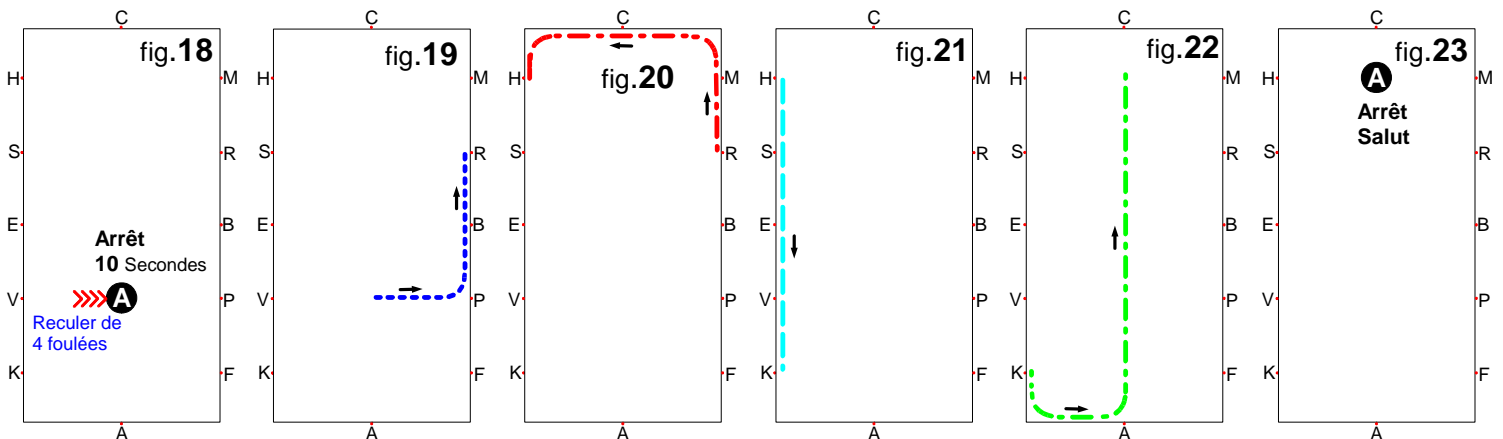 C
fig.18
H
M
S
R
E
B
Arrêt
10 Secondes
V
A
P
Reculer de
4 foulées
K
F
A
C
fig.19
H
M
S
R
E
B
V
P
K
F
A
C
H
M
fig.20
S
R
E
B
V
P
K
F
A
C
fig.21
H
M
S
R
E
B
V
P
K
F
A
C
fig.22
H
M
S
R
E
B
V
P
K
F
A
C
fig.23
H
A
M
Arrêt
Salut
S
R
E
B
V
P
K
F
A